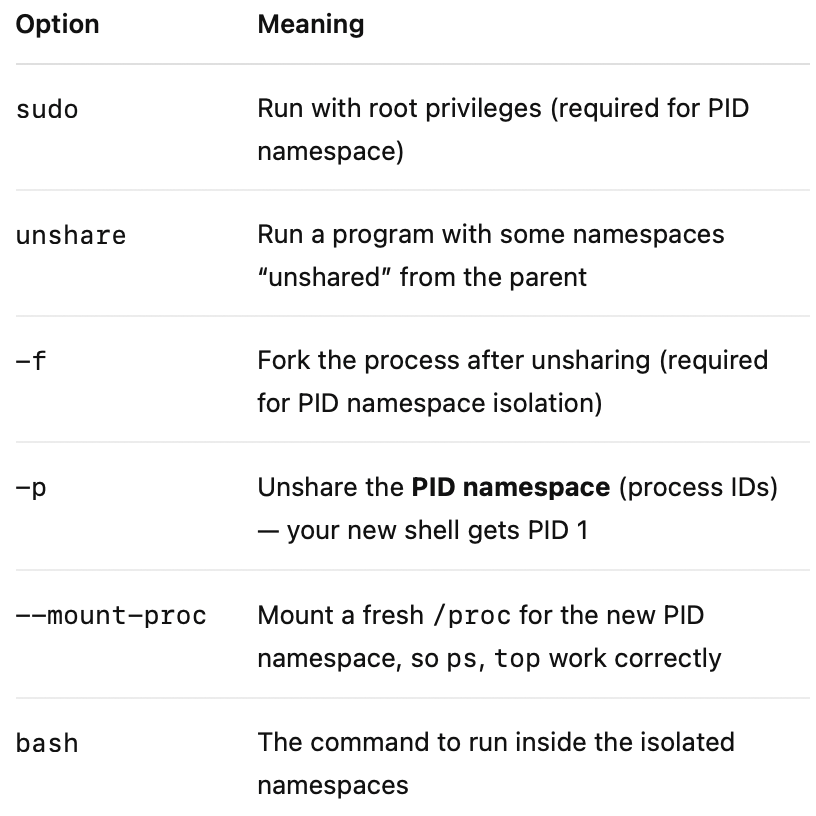 Option Meaning
sudo Run with root privileges (required for PID
namespace)
unshare Run a program with some namespaces
“unshared” from the parent
-f Fork the process after unsharing (required
for PID namespace isolation)
-p Unshare the PID namespace (process IDs)
— your new shell gets PID 1
--mount-proc Mount a fresh /proc for the new PID
namespace, so ps, top work correctly
bash The command to run inside the isolated
namespaces